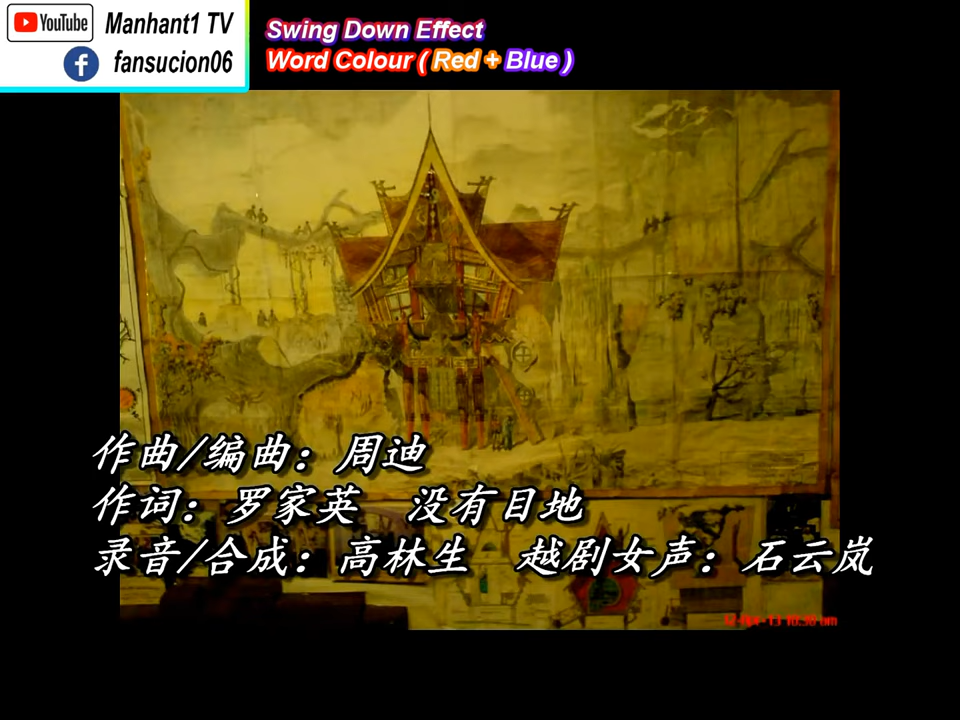 YouTube Manhant1 TV
fansucion06
Swing Down Effect
Word Colour ( Red + Blue )
作曲/编曲：周迪
作词：罗家英 没有目地
录音/合成：高林生 越剧女声：石云岚